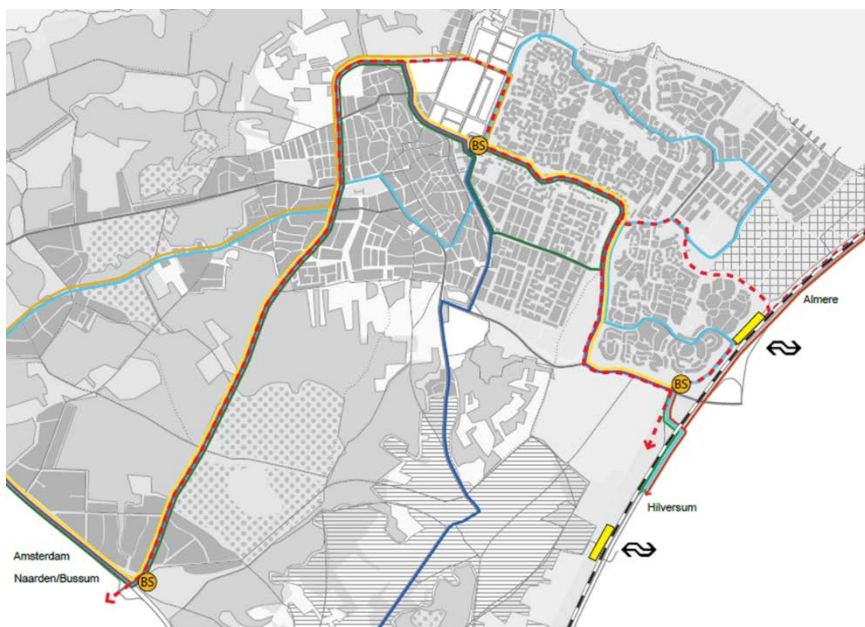 BS
Almere
BS
Hilversum
Amsterdam
Naarden/Bussum
BS